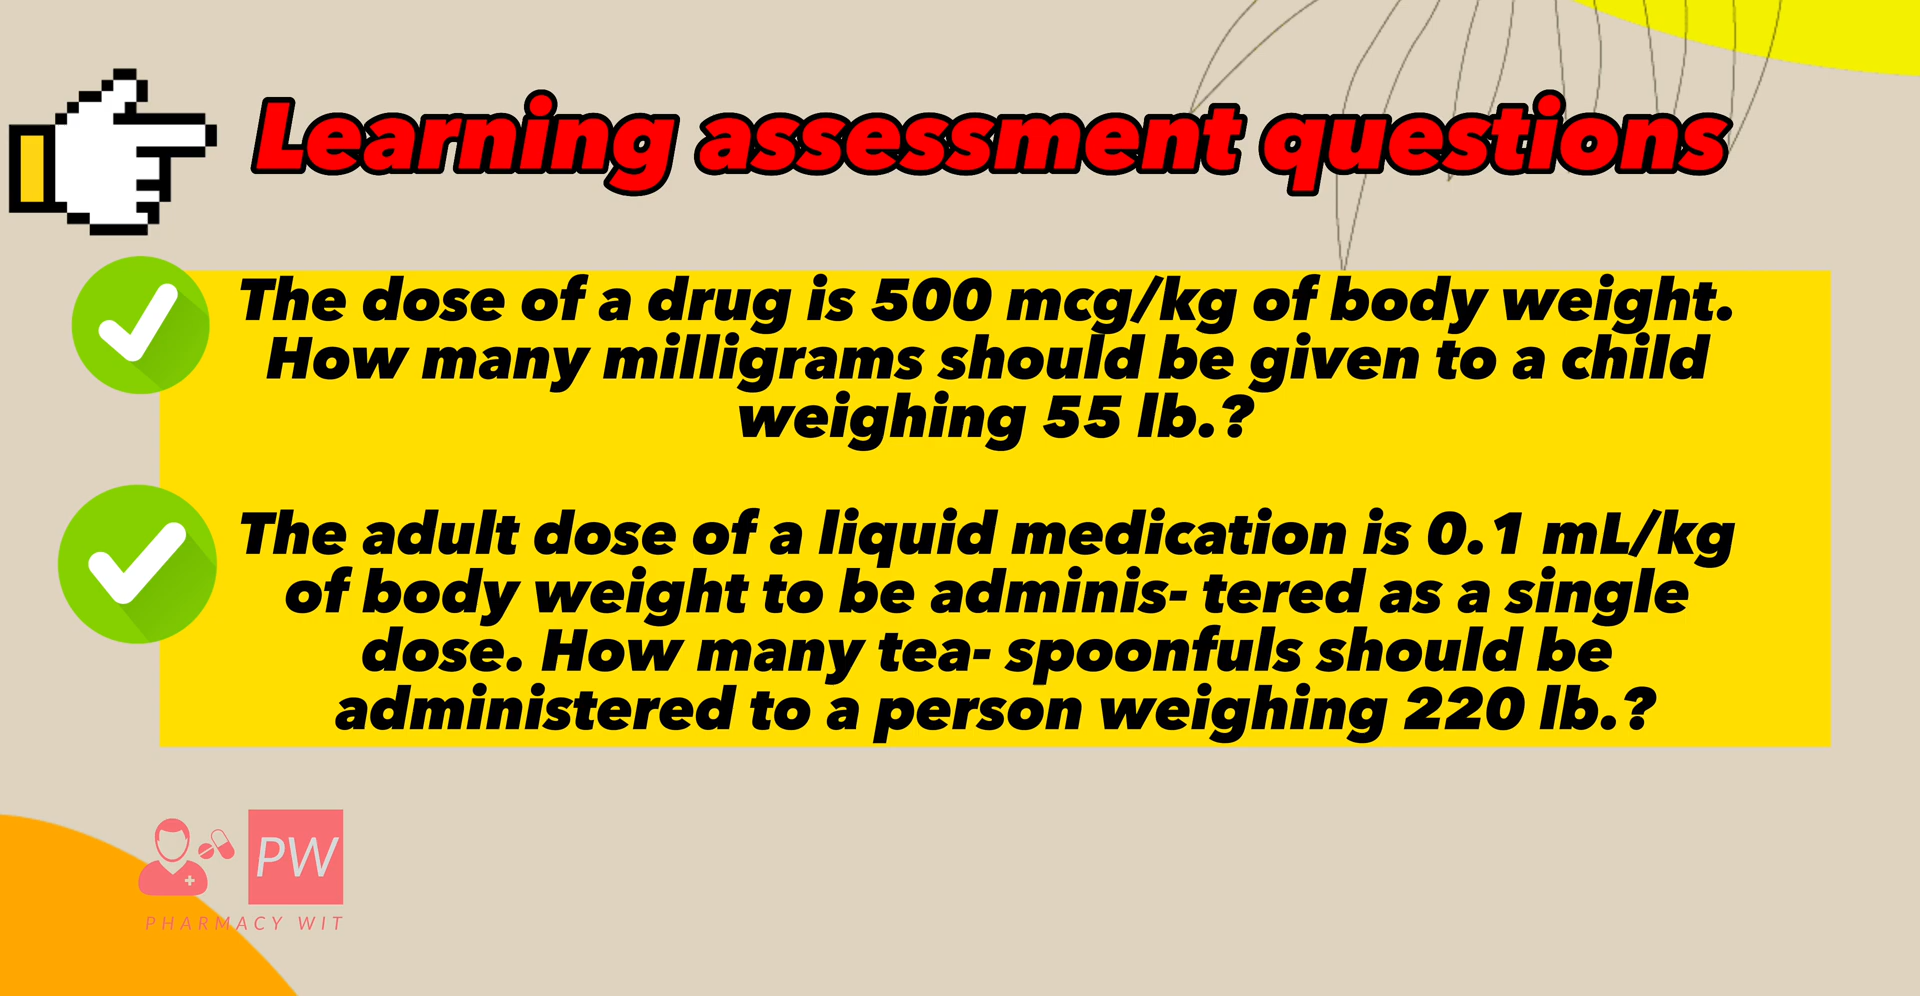 Learning assessment questions
The dose of a drug is 500 mcg/kg of body weight.
How many milligrams should be given to a child
weighing 55 lb.?
The adult dose of a liquid medication is 0.1 mL/kg
of body weight to be adminis- tered as a single
dose. How many tea- spoonfuls should be
administered to a person weighing 220 lb.?
PW
PHARMACY WIT